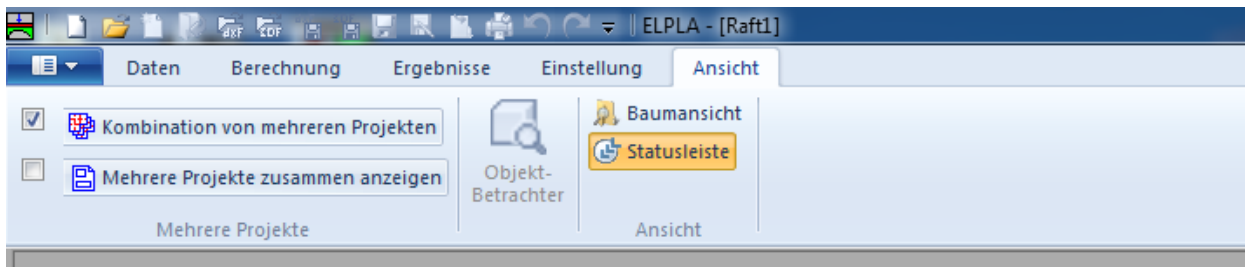 ELPLA - [Raft1]
Daten Berechnung Ergebnisse Einstellung Ansicht
Kombination von mehreren Projekten
Mehrere Projekte zusammen anzeigen
Mehrere Projekte
Objekt-
Betrachter
Baumansicht
Statusleiste
Ansicht